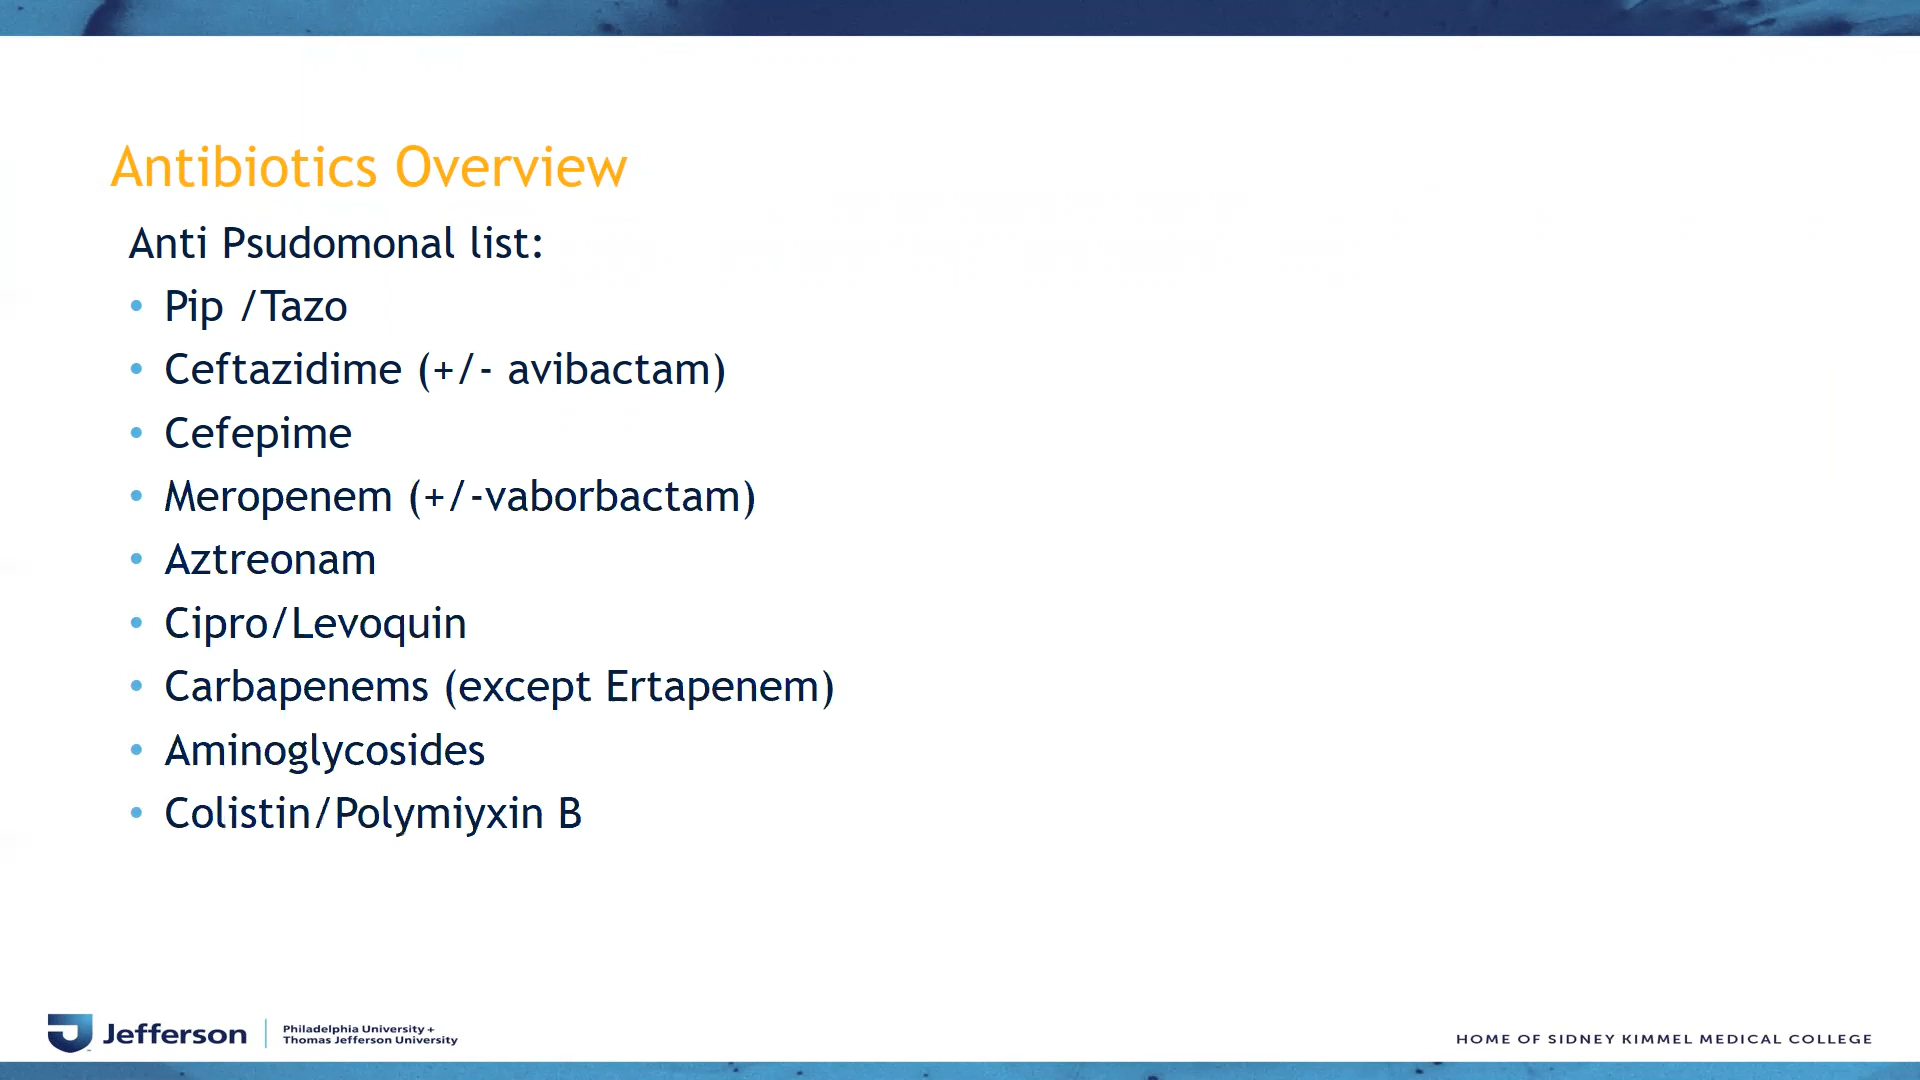 Antibiotics Overview
Anti Psudomonal list:
• Pip /Tazo
• Ceftazidime (+/- avibactam)
• Cefepime
• Meropenem (+/-vaborbactam)
• Aztreonam
• Cipro/Levoquin
• Carbapenems (except Ertapenem)
• Aminoglycosides
• Colistin/Polymiyxin B
Jefferson
Philadelphia University +
Thomas Jefferson University
HOME OF SIDNEY KIMMEL MEDICAL COLLEGE